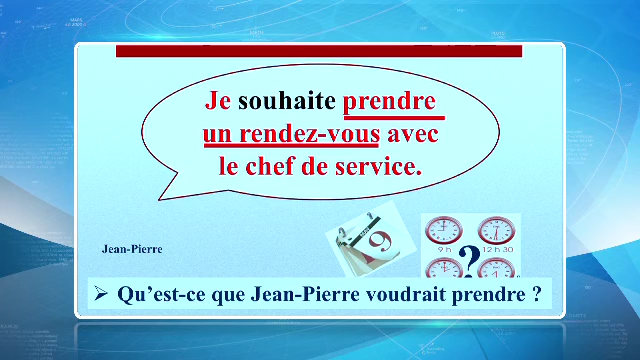 Je souhaite prendre
un rendez-vous avec
le chef de service.
9
9 h
12 h 30
?
Jean-Pierre
➢ Qu'est-ce que Jean-Pierre voudrait prendre ?